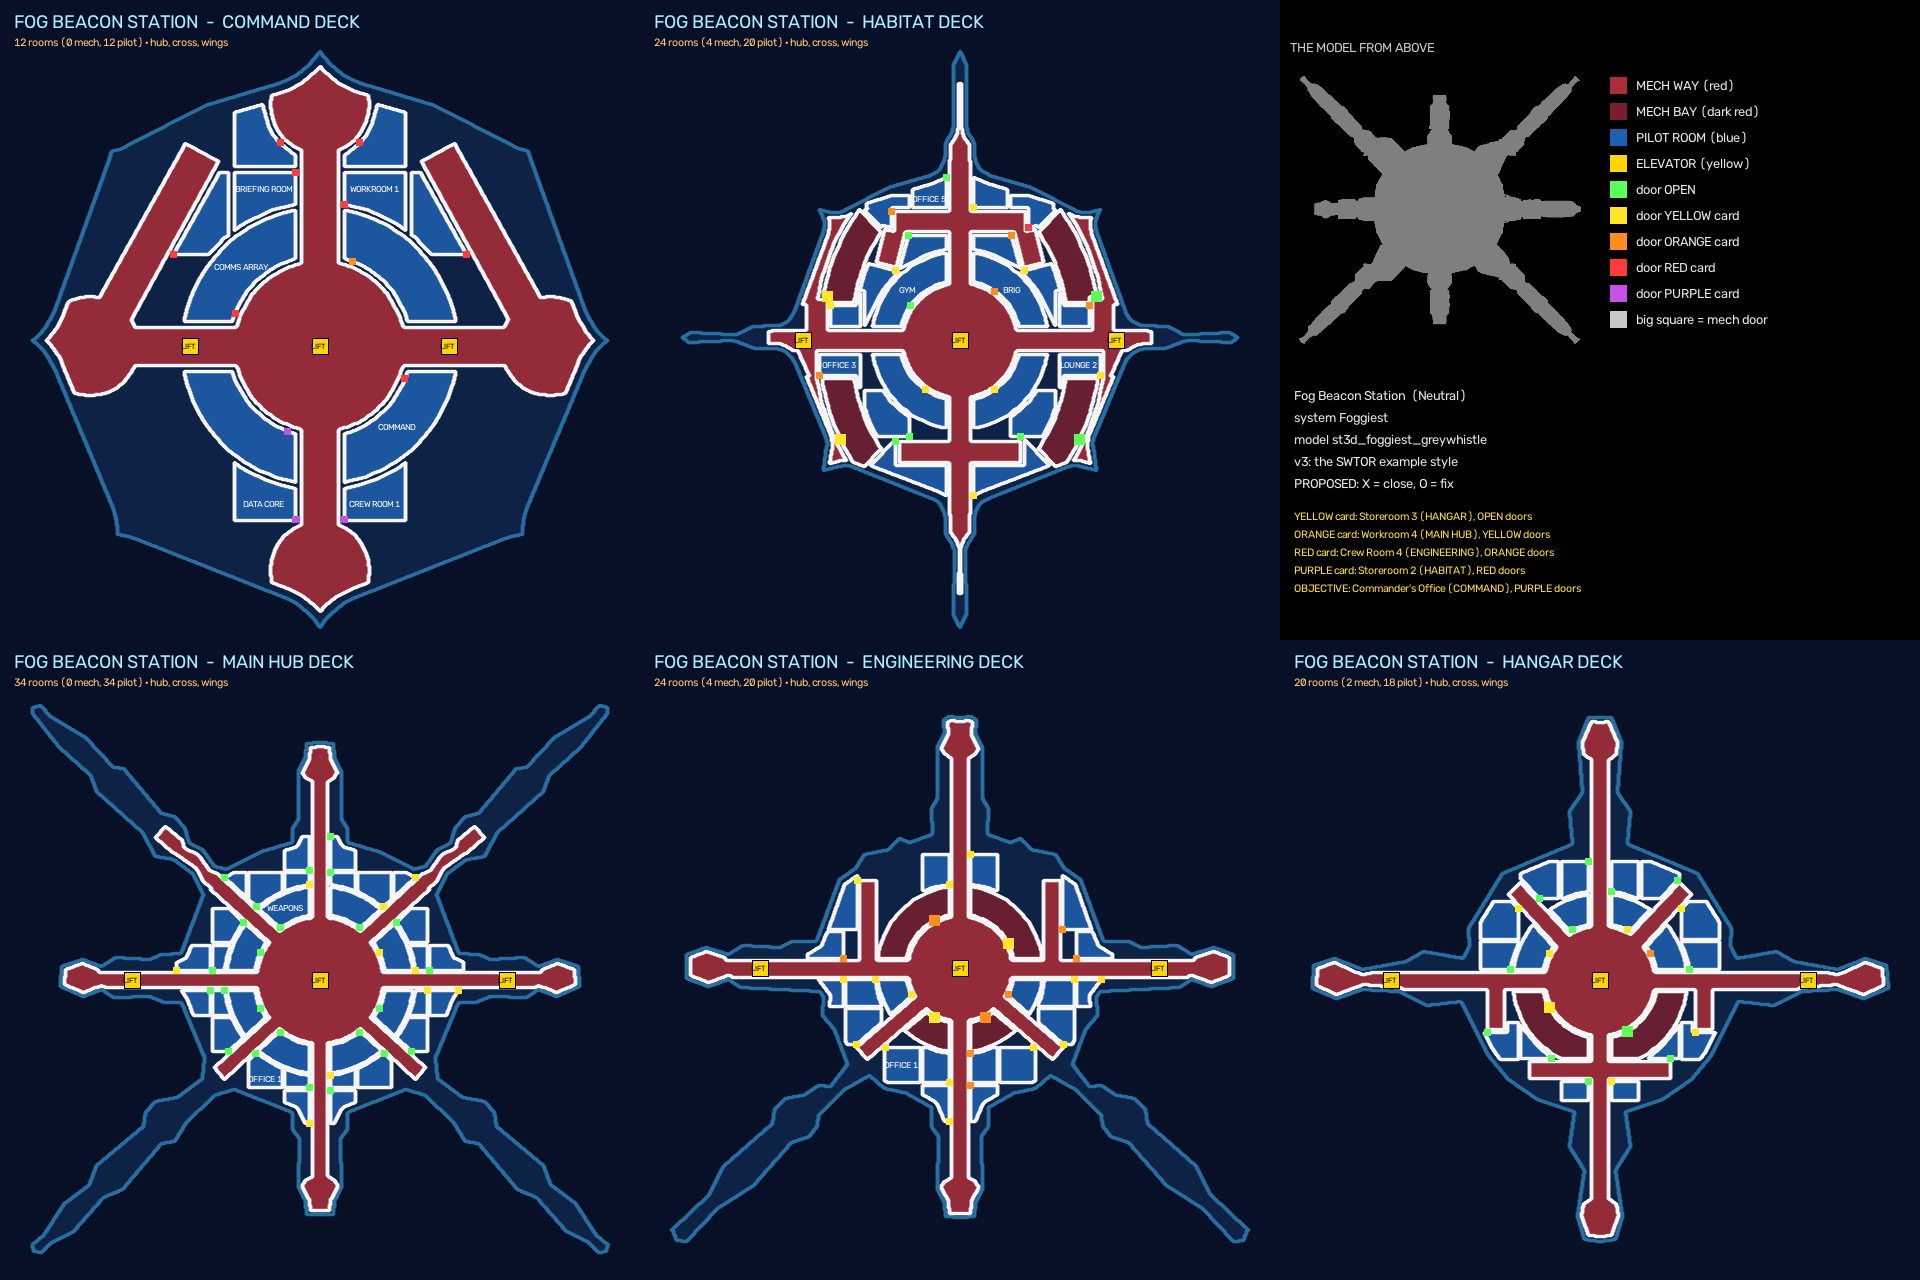 FOG BEACON STATION - COMMAND DECK
12 rooms (0 mech, 12 pilot) • hub, cross, wings
BRIEFING ROOM
WORKROOM 1
COMMS ARRAY
LIFT
LIFT
LIFT
COMMAND
DATA CORE
CREW ROOM 1
FOG BEACON STATION - HABITAT DECK
24 rooms (4 mech, 20 pilot) • hub, cross, wings
OFFICE 5
GYM
BRIG
LIFT
LIFT
LIFT
OFFICE 3
LOUNGE 2
THE MODEL FROM ABOVE
MECH WAY (red)
MECH BAY (dark red)
PILOT ROOM (blue)
ELEVATOR (yellow)
door OPEN
door YELLOW card
door ORANGE card
door RED card
door PURPLE card
big square = mech door
Fog Beacon Station (Neutral)
system Foggiest
model st3d_foggiest_greywhistle
v3: the SWTOR example style
PROPOSED: X = close, O = fix
YELLOW card: Storeroom 3 (HANGAR), OPEN doors
ORANGE card: Workroom 4 (MAIN HUB), YELLOW doors
RED card: Crew Room 4 (ENGINEERING), ORANGE doors
PURPLE card: Storeroom 2 (HABITAT), RED doors
OBJECTIVE: Commander's Office (COMMAND), PURPLE doors
FOG BEACON STATION - MAIN HUB DECK
34 rooms (0 mech, 34 pilot) • hub, cross, wings
WEAPONS
LIFT
LIFT
LIFT
OFFICE 1
FOG BEACON STATION - ENGINEERING DECK
24 rooms (4 mech, 20 pilot) • hub, cross, wings
LIFT
LIFT
LIFT
OFFICE 1
FOG BEACON STATION - HANGAR DECK
20 rooms (2 mech, 18 pilot) • hub, cross, wings
LIFT
LIFT
LIFT